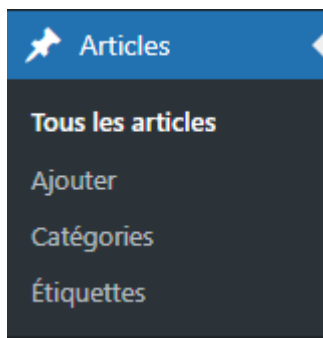 Articles
Tous les articles
Ajouter
Catégories
Étiquettes